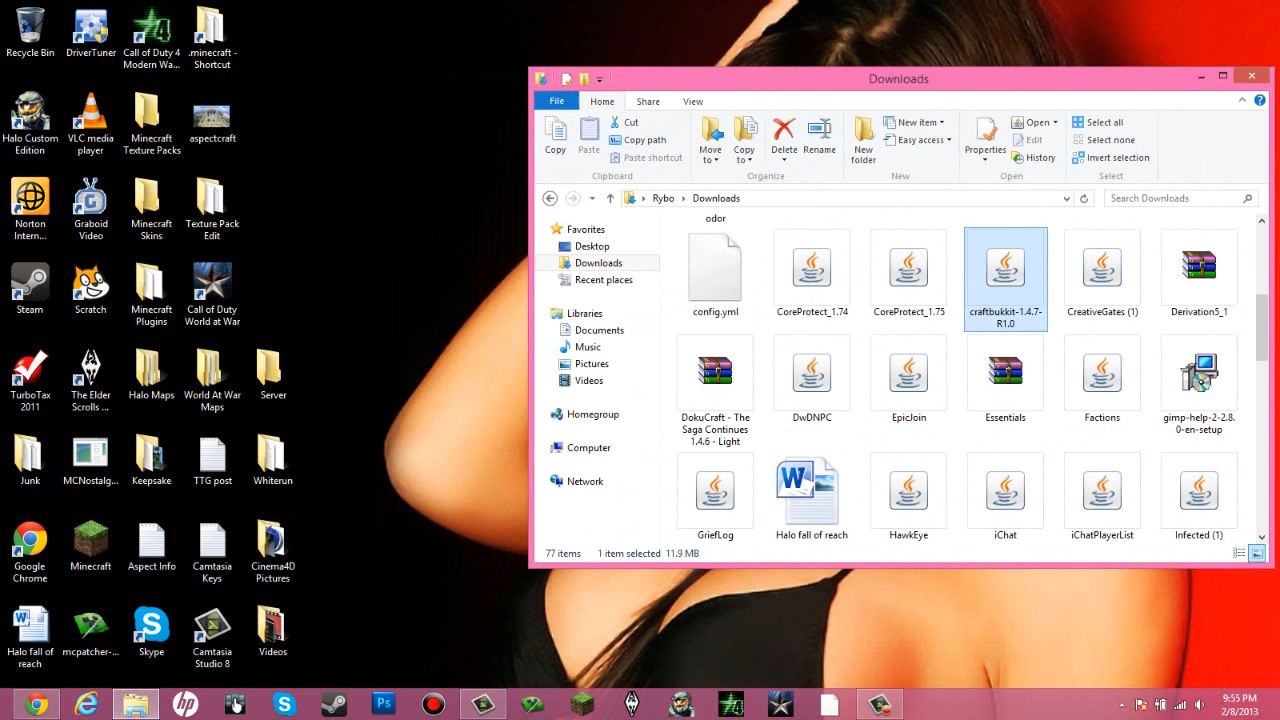 Recycle Bin
DriverTuner
Call of Duty 4
Modern Wa...
.minecraft -
Shortcut
Halo Custom
Edition
VLC media
player
Minecraft
Texture Packs
aspectcraft
Norton
Intern...
Graboid
Video
Minecraft
Skins
Texture Pack
Edit
Steam
Scratch
Minecraft
Plugins
Call of Duty
World at War
TurboTax
2011
The Elder
Scrolls ...
Halo Maps
World At War
Maps
Server
Junk
MCNostalg...
Keepsake
TTG post
Whiterun
Google
Chrome
Minecraft
Aspect Info
Camtasia
Keys
Cinema4D
Pictures
Halo fall of
reach
mcpatcher-...
Skype
Camtasia
Studio 8
Videos
Downloads
File
Home
Share
View
Copy
Paste
Cut
Copy path
Paste shortcut
Clipboard
Move
to
Copy
to
Delete
Rename
Organize
New
folder
New item
Easy access
New
Properties
Open
Edit
History
Open
Select all
Select none
Invert selection
Select
Rybo
Downloads
Search Downloads
Favorites
Desktop
Downloads
Recent places
Libraries
Documents
Music
Pictures
Videos
Homegroup
Computer
Network
odor
config.yml
CoreProtect_1.74
CoreProtect_1.75
craftbukkit-1.4.7-
R1.0
CreativeGates (1)
Derivation5_1
DokuCraft - The
Saga Continues
1.4.6 - Light
DwDNPC
EpicJoin
Essentials
Factions
gimp-help-2-2.8.
0-en-setup
GriefLog
Halo fall of reach
HawkEye
iChat
iChatPlayerList
Infected (1)
77 items
1 item selected
11.9 MB
9:55 PM
2/8/2013